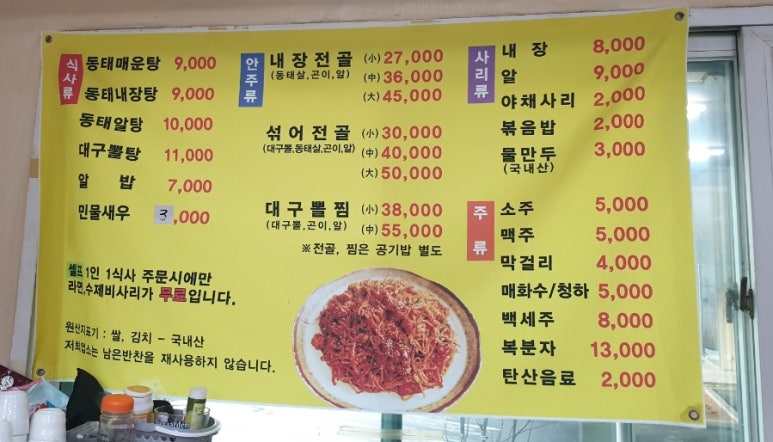 식사류
동태매운탕 9,000
동태내장탕 9,000
동태알탕 10,000
대구뽈탕 11,000
알 밥 7,000
민물새우 3,000
셀프 1인 1식사 주문시에만
라면,수제비사리가 무료입니다.
원산지표기 : 쌀, 김치 - 국내산
저희업소는 남은반찬을 재사용하지 않습니다.
안주류
내장전골 (小) 27,000
(동태살,곤이,알) (中) 36,000
(大) 45,000
섞어전골 (小) 30,000
(대구뽈,동태살,곤이,알) (中) 40,000
(大) 50,000
대구뽈찜 (小) 38,000
(대구뽈,곤이,알) (中) 55,000
※전골, 찜은 공기밥 별도
사리류
내 장 8,000
알 9,000
야채사리 2,000
볶음밥 2,000
물만두 3,000
(국내산)
주류
소주 5,000
맥주 5,000
막걸리 4,000
매화수/청하 5,000
백세주 8,000
복분자 13,000
탄산음료 2,000